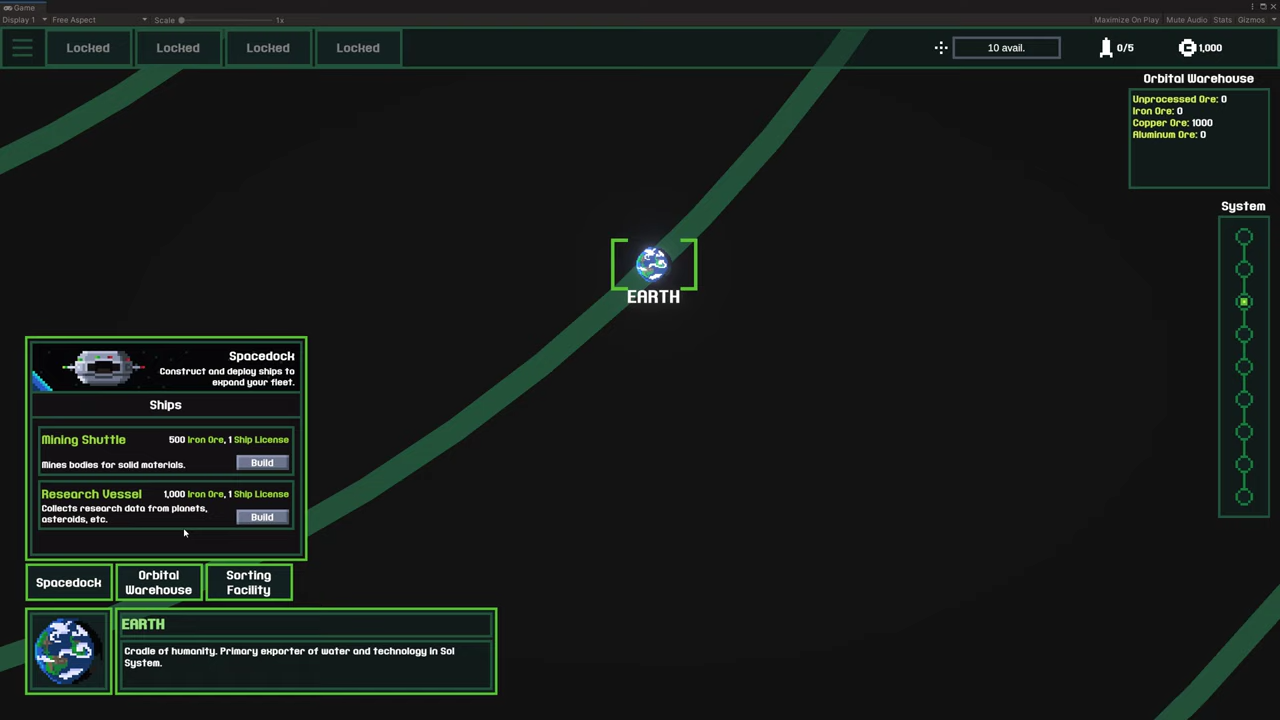 Game
Display 1 Free Aspect Scale 1x Maximize On Play Mute Audio Stats Gizmos
Locked Locked Locked Locked 10 avail. 0/5 1,000
Orbital Warehouse
Unprocessed Ore: 0
Iron Ore: 0
Copper Ore: 1000
Aluminum Ore: 0
System
EARTH
Spacedock
Construct and deploy ships to
expand your fleet.
Ships
Mining Shuttle 500 Iron Ore, 1 Ship License
Mines bodies for solid materials. Build
Research Vessel 1,000 Iron Ore, 1 Ship License
Collects research data from planets,
asteroids, etc. Build
Spacedock
Orbital
Warehouse
Sorting
Facility
EARTH
Cradle of humanity. Primary exporter of water and technology in Sol
System.